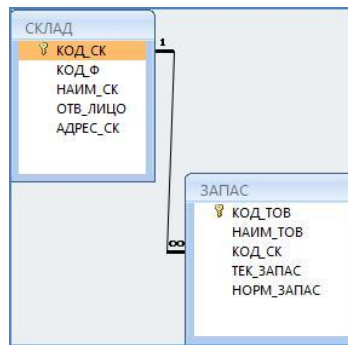 СКЛАД
КОД_СК
КОД_Ф
НАИМ_СК
ОТВ_ЛИЦО
АДРЕС_СК
1
∞
ЗАПАС
КОД_ТОВ
НАИМ_ТОВ
КОД_СК
ТЕК_ЗАПАС
НОРМ_ЗАПАС